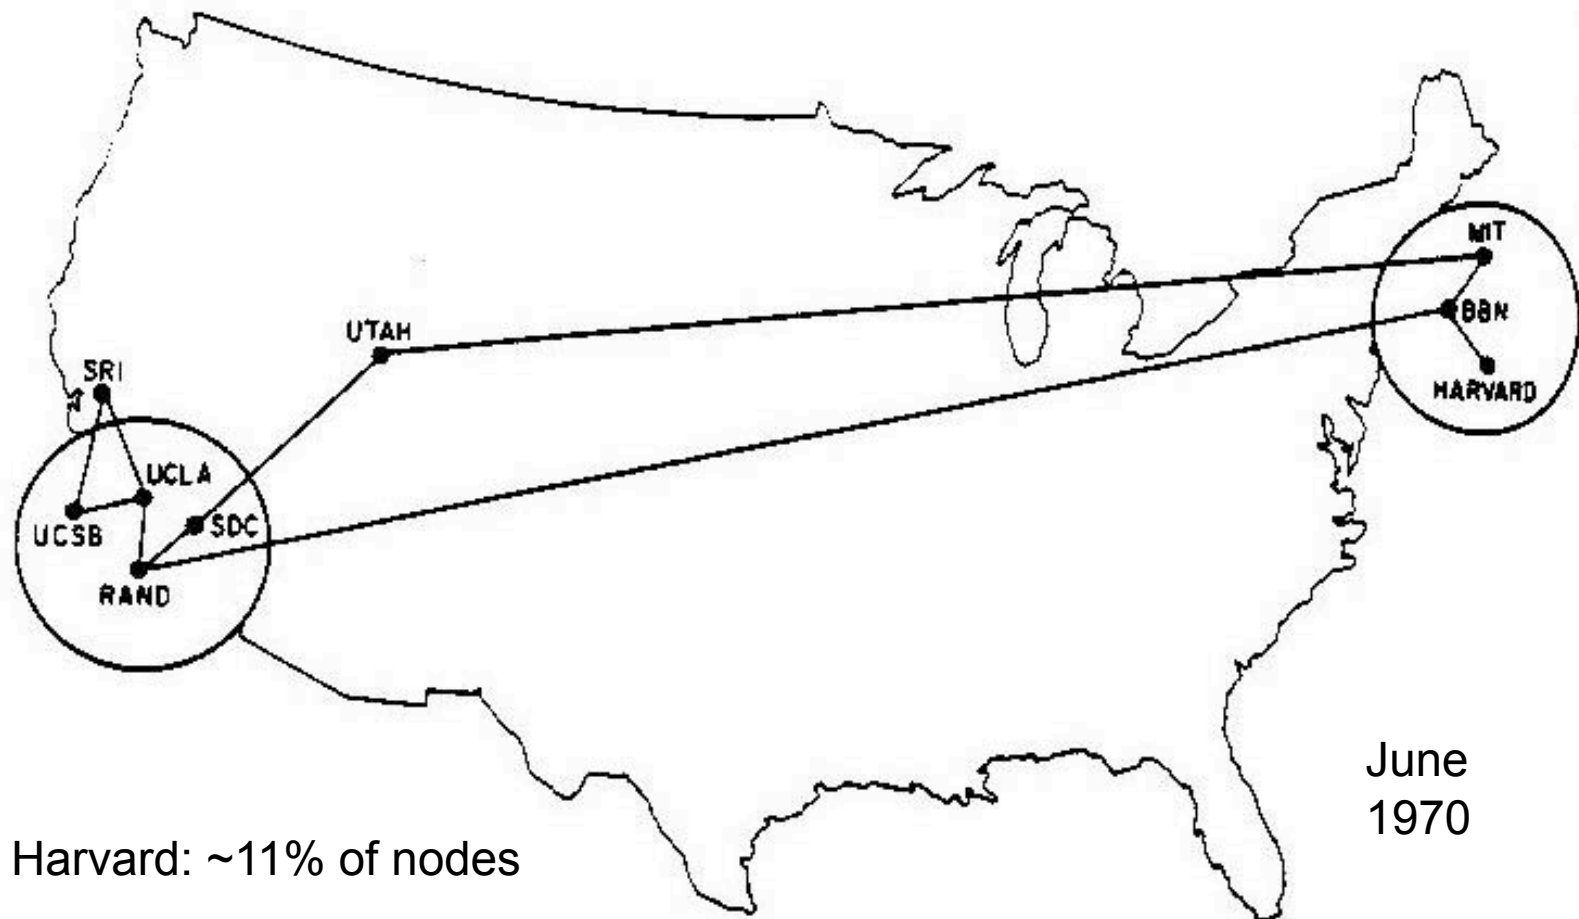 MIT
BBN
UTAH
SRI
HARVARD
UCLA
SDC
UCSB
RAND
June
1970
Harvard: ~11% of nodes